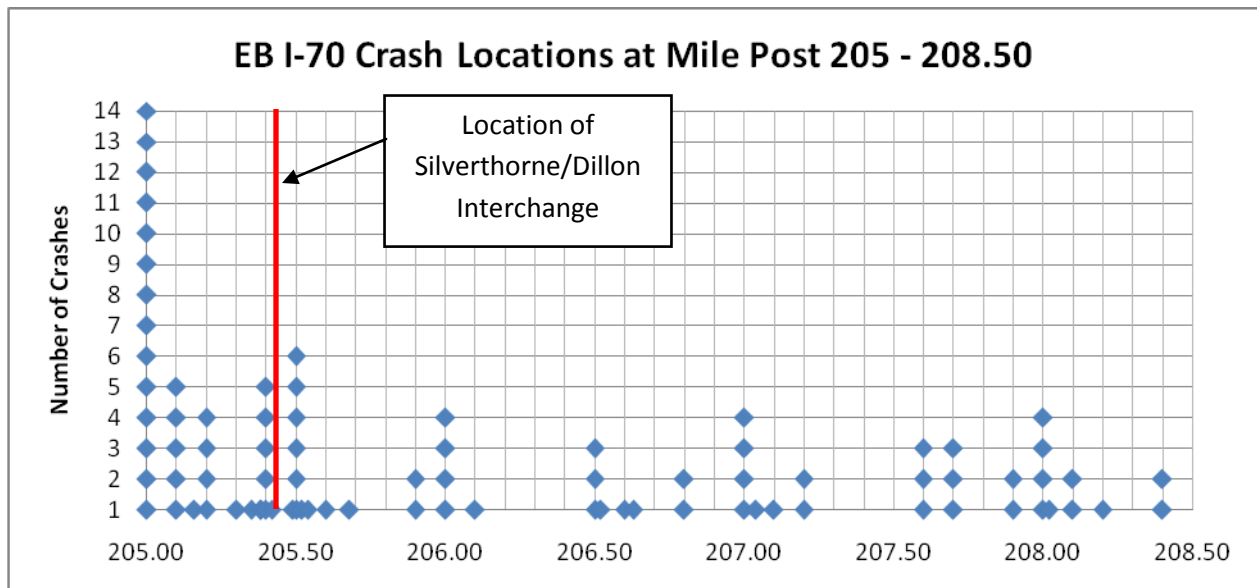 EB I-70 Crash Locations at Mile Post 205 - 208.50
Location of
Silverthorne/Dillon
Interchange
Number of Crashes
14
13
12
11
10
9
8
7
6
5
4
3
2
1
205.00 205.50 206.00 206.50 207.00 207.50 208.00 208.50